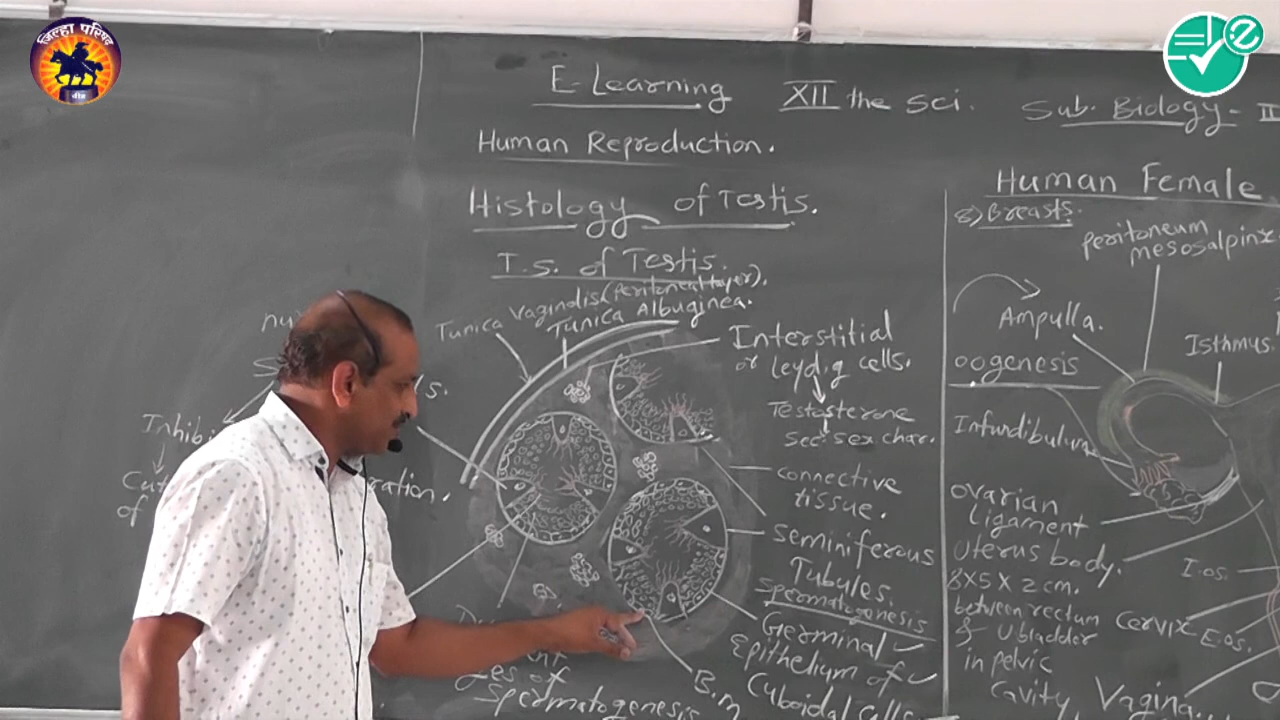 जिल्हा परिषद
बीड
E-Learning XII the Sci. Sub. Biology - II
Human Reproduction.
Histology of Testis.
T.S. of Testis.
Tunica Vaginalis (Peritoneal layer).
Tunica Albuginea.
Interstitial
or leydig cells.
Testosterone
sec. sex char.
connective
tissue.
Seminiferous
Tubules.
Spermatogenesis
Germinal
Epithelium of
Cuboidal cells
B.M
Spermatogenesis
Human Female
8) Breasts.
peritoneum
mesosalpinx
Ampulla.
Isthmus.
oogenesis
Infundibulum
ovarian
ligament
Uterus body.
8 X 5 X 2 cm.
between rectum
& U bladder
in pelvic
cavity
I.os.
Cervix E.os.
Vagina